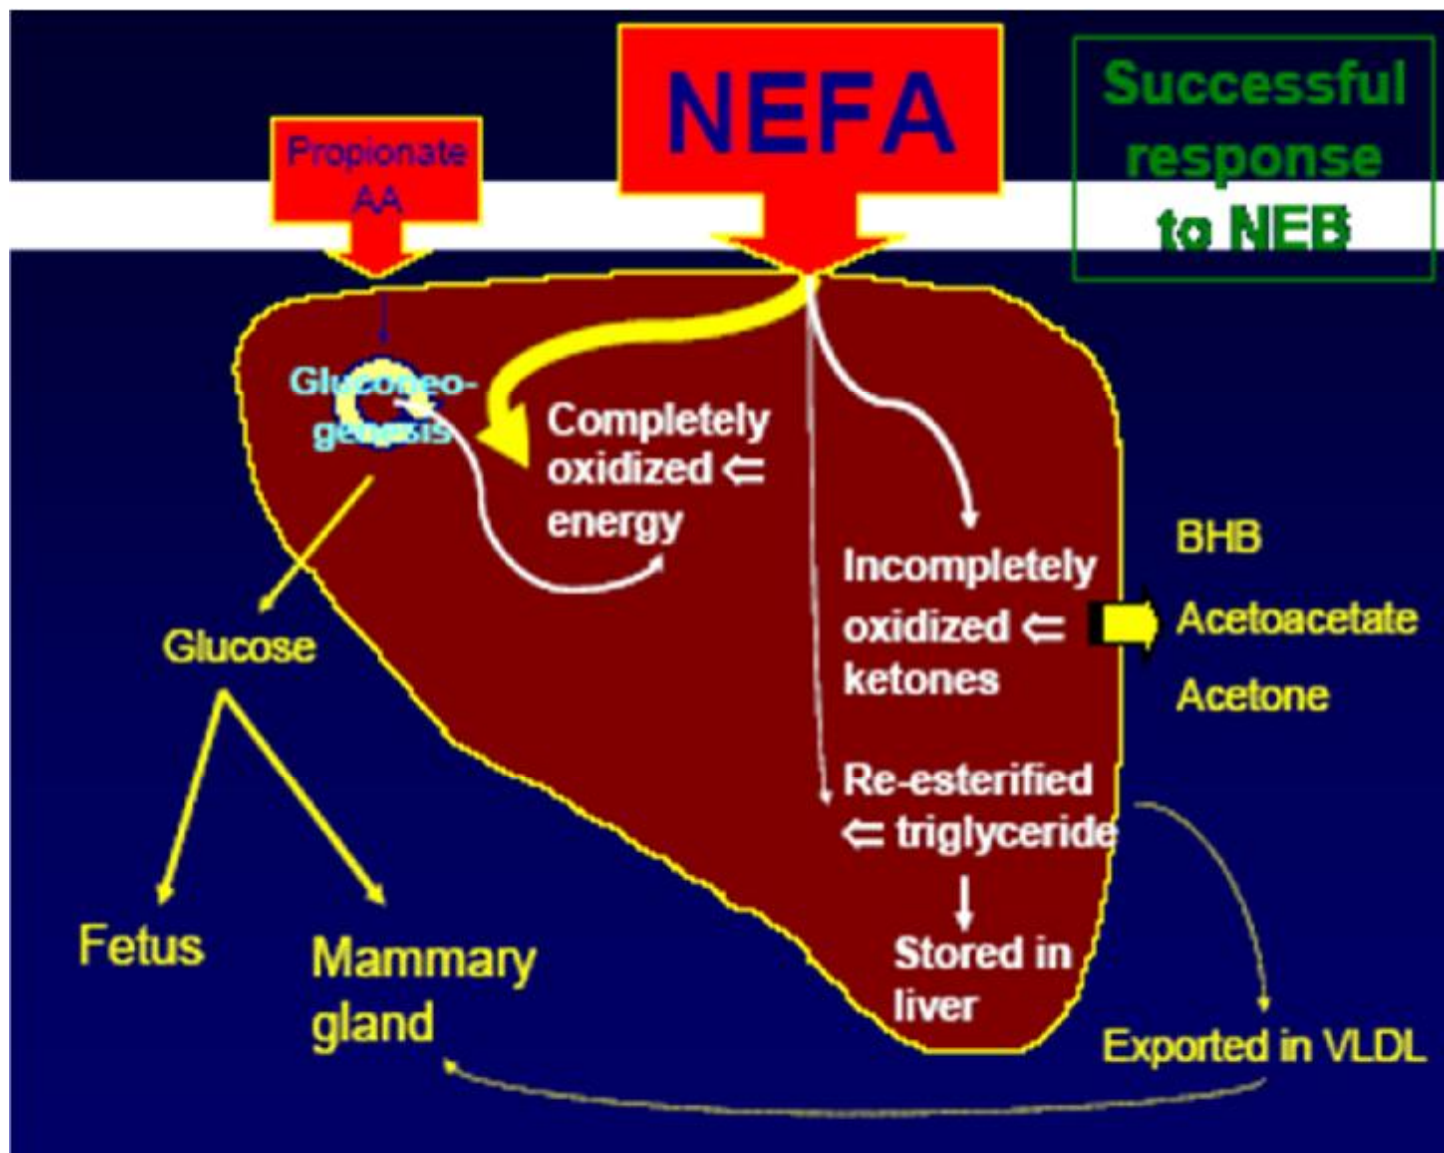 NEFA
Successful
response
to NEB
Propionate
AA
Gluconeo-
genesis
Completely
oxidized ⇐
energy
Incompletely
oxidized ⇐
ketones
BHB
Acetoacetate
Acetone
Glucose
Re-esterified
⇐ triglyceride
Stored in
liver
Fetus
Mammary
gland
Exported in VLDL